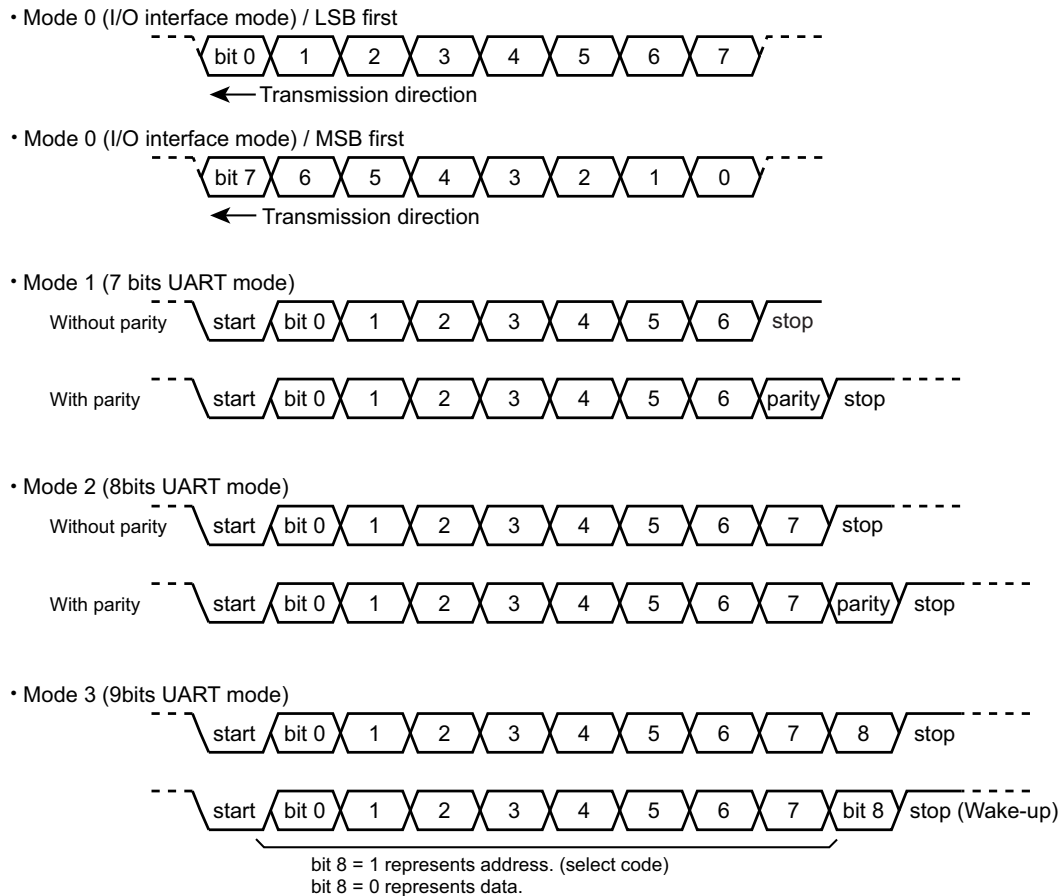 ・Mode 0 (I/O interface mode) / LSB first
bit 0 1 2 3 4 5 6 7
Transmission direction
・Mode 0 (I/O interface mode) / MSB first
bit 7 6 5 4 3 2 1 0
Transmission direction
・Mode 1 (7 bits UART mode)
Without parity start bit 0 1 2 3 4 5 6 stop
With parity start bit 0 1 2 3 4 5 6 parity stop
・Mode 2 (8bits UART mode)
Without parity start bit 0 1 2 3 4 5 6 7 stop
With parity start bit 0 1 2 3 4 5 6 7 parity stop
・Mode 3 (9bits UART mode)
start bit 0 1 2 3 4 5 6 7 8 stop
start bit 0 1 2 3 4 5 6 7 bit 8 stop (Wake-up)
bit 8 = 1 represents address. (select code)
bit 8 = 0 represents data.